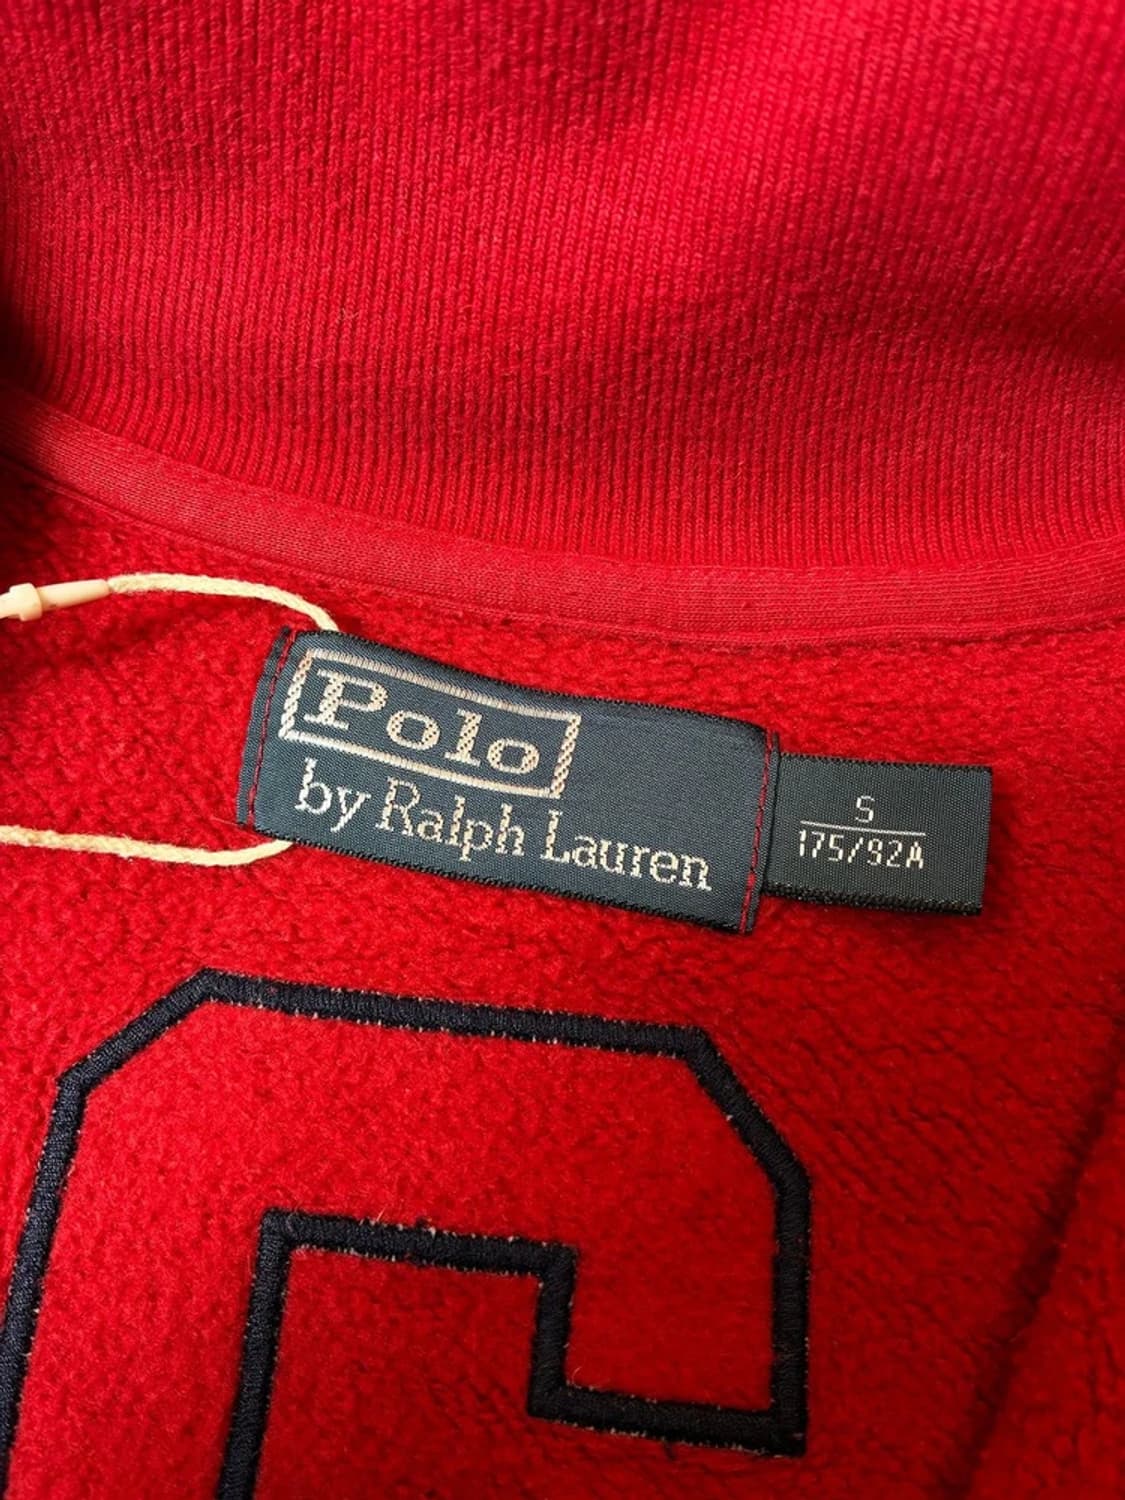 Polo
by Ralph Lauren
S
175/92A